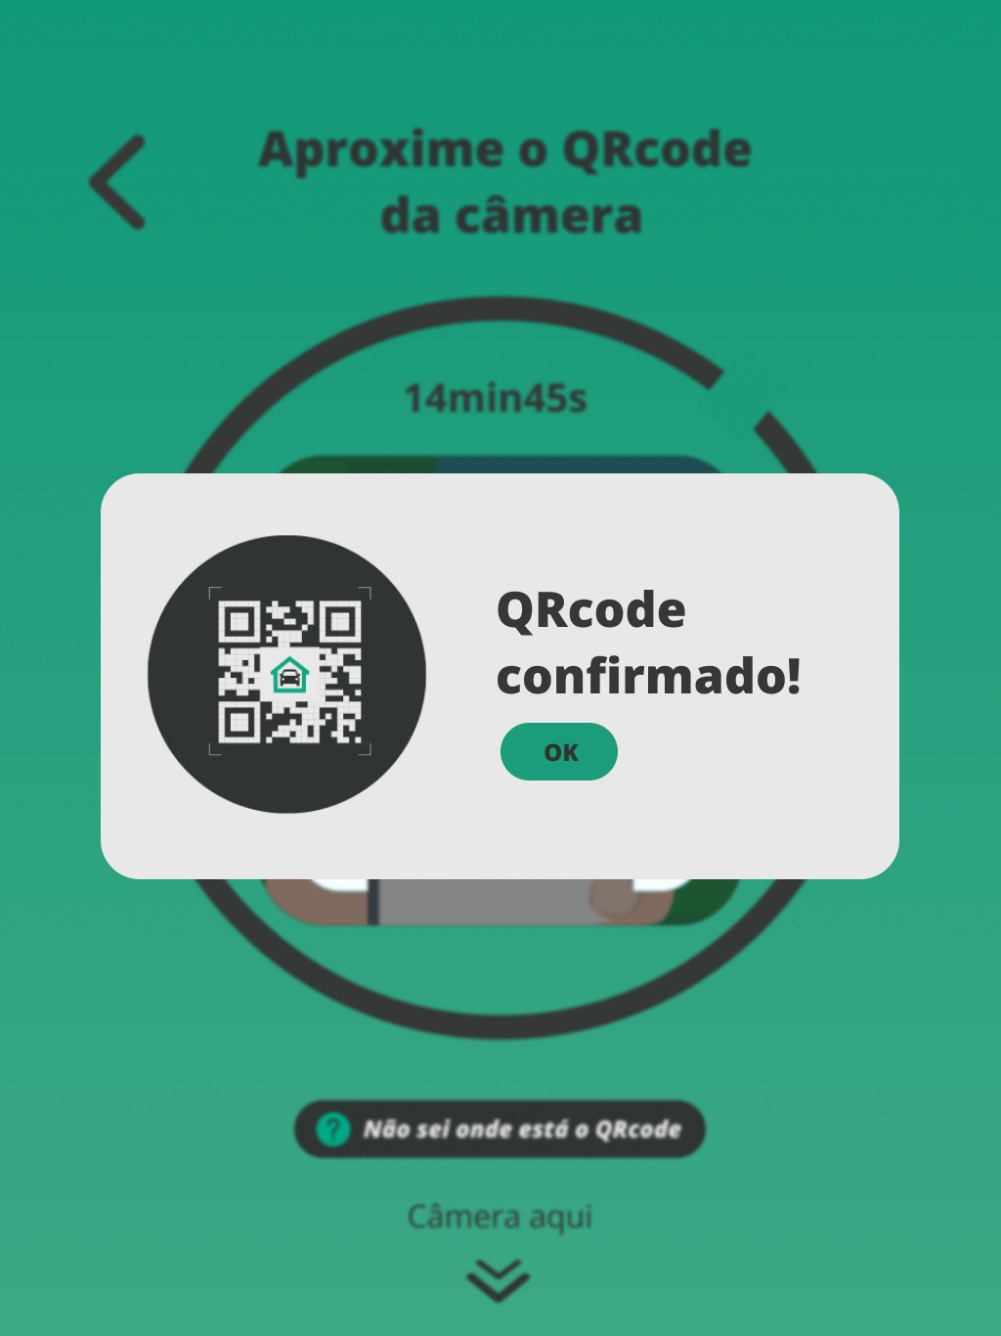 Aproxime o QRcode
da câmera
14min45s
QRcode
confirmado!
OK
? Não sei onde está o QRcode
Câmera aqui